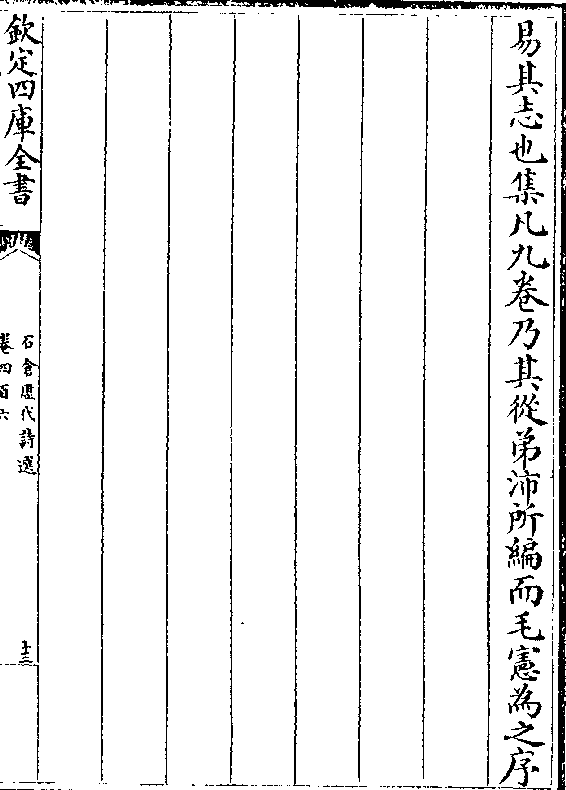 易其志也集凡九卷乃其從弟沛所編而毛憲為之序
欽定四庫全書
石倉歷代詩選
卷四百六
十三